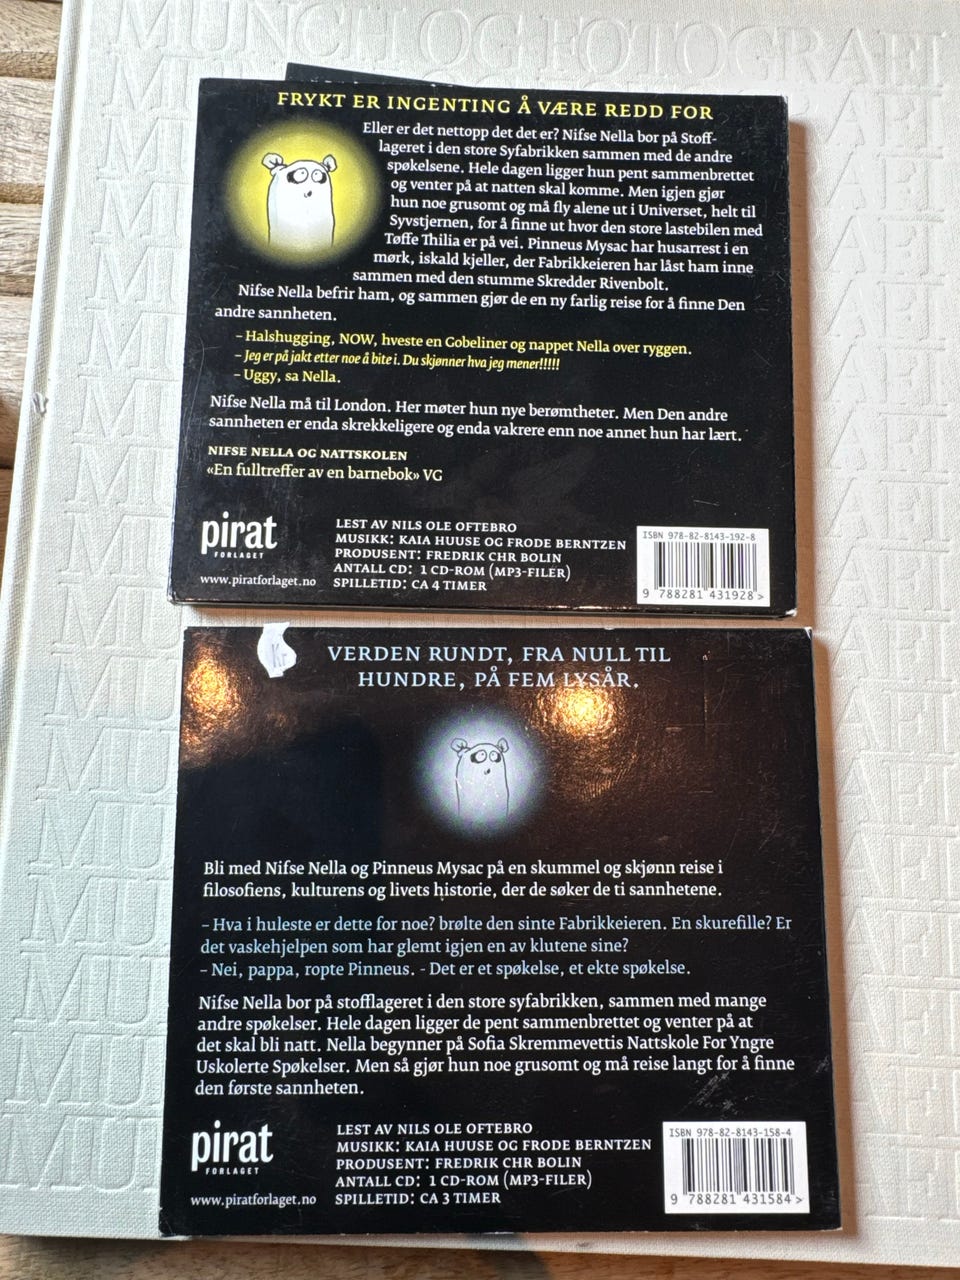 MUNCH OG FOTOGRAFI
FRYKT ER INGENTING Å VÆRE REDD FOR
Eller er det nettopp det det er? Nifse Nella bor på Stoff-
lageret i den store Syfabrikken sammen med de andre
spøkelsene. Hele dagen ligger hun pent sammenbrettet
og venter på at natten skal komme. Men igjen gjør
hun noe grusomt og må fly alene ut i Universet, helt til
Syvstjernen, for å finne ut hvor den store lastebilen med
Tøffe Thilia er på vei. Pinneus Mysac har husarrest i en
mørk, iskald kjeller, der Fabrikkeieren har låst ham inne
sammen med den stumme Skredder Rivenbolt.
Nifse Nella befrir ham, og sammen gjør de en ny farlig reise for å finne Den
andre sannheten.
– Halshugging, NOW, hveste en Gobeliner og nappet Nella over ryggen.
– Jeg er på jakt etter noe å bite i. Du skjønner hva jeg mener!!!!!
– Uggy, sa Nella.
Nifse Nella må til London. Her møter hun nye berømtheter. Men Den andre
sannheten er enda skrekkeligere og enda vakrere enn noe annet hun har lært.
NIFSE NELLA OG NATTSKOLEN
«En fulltreffer av en barnebok» VG
pirat
FORLAGET
www.piratforlaget.no
LEST AV NILS OLE OFTEBRO
MUSIKK: KAIA HUUSE OG FRODE BERNTZEN
PRODUSENT: FREDRIK CHR BOLIN
ANTALL CD: 1 CD-ROM (MP3-FILER)
SPILLETID: CA 4 TIMER
ISBN 978-82-8143-192-8
9 788281 431928 >
Kr
VERDEN RUNDT, FRA NULL TIL
HUNDRE, PÅ FEM LYSÅR.
Bli med Nifse Nella og Pinneus Mysac på en skummel og skjønn reise i
filosofiens, kulturens og livets historie, der de søker de ti sannhetene.
– Hva i huleste er dette for noe? brølte den sinte Fabrikkeieren. En skurefille? Er
det vaskehjelpen som har glemt igjen en av klutene sine?
– Nei, pappa, ropte Pinneus. - Det er et spøkelse, et ekte spøkelse.
Nifse Nella bor på stofflageret i den store syfabrikken, sammen med mange
andre spøkelser. Hele dagen ligger de pent sammenbrettet og venter på at
det skal bli natt. Nella begynner på Sofia Skremmevettis Nattskole For Yngre
Uskolerte Spøkelser. Men så gjør hun noe grusomt og må reise langt for å finne
den første sannheten.
pirat
FORLAGET
www.piratforlaget.no
LEST AV NILS OLE OFTEBRO
MUSIKK: KAIA HUUSE OG FRODE BERNTZEN
PRODUSENT: FREDRIK CHR BOLIN
ANTALL CD: 1 CD-ROM (MP3-FILER)
SPILLETID: CA 3 TIMER
ISBN 978-82-8143-158-4
9 788281 431584 >